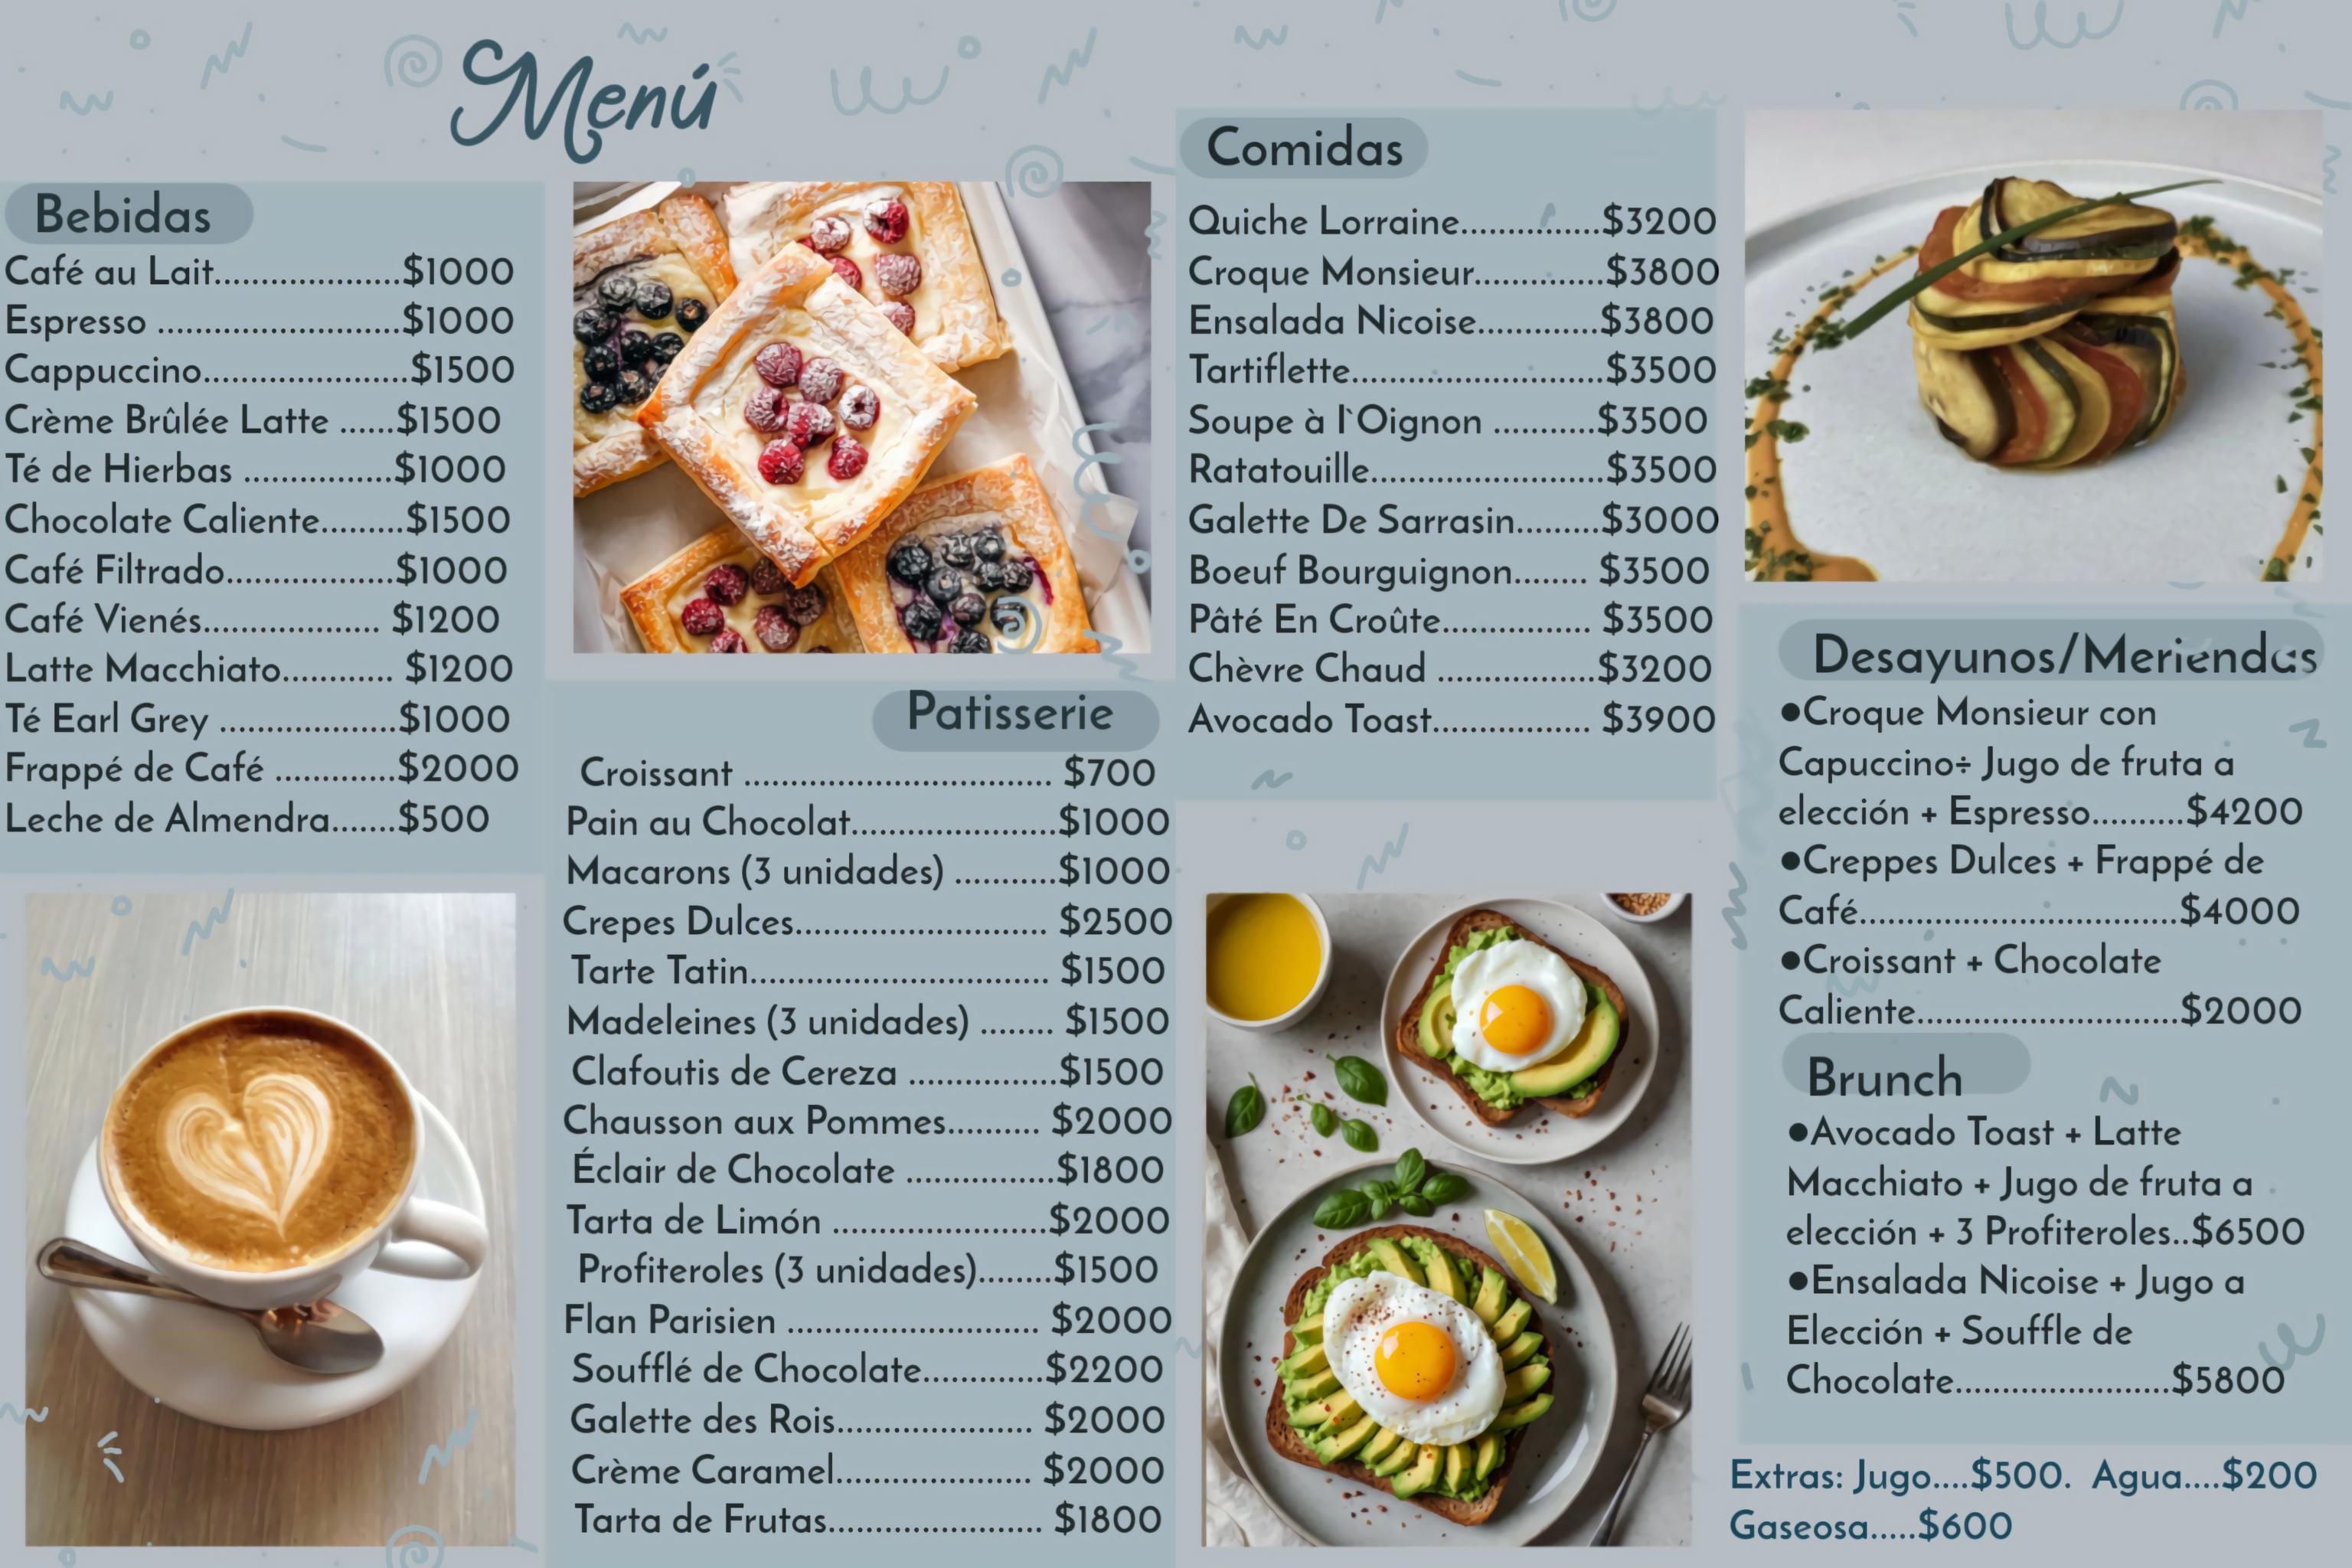 Menú
Bebidas
Café au Lait...................$1000
Espresso .........................$1000
Cappuccino.....................$1500
Crème Brûlée Latte ......$1500
Té de Hierbas ................$1000
Chocolate Caliente.........$1500
Café Filtrado..................$1000
Café Vienés................... $1200
Latte Macchiato............ $1200
Té Earl Grey ...................$1000
Frappé de Café .............$2000
Leche de Almendra.......$500
Patisserie
Croissant ................................. $700
Pain au Chocolat......................$1000
Macarons (3 unidades) ...........$1000
Crepes Dulces........................... $2500
Tarte Tatin................................ $1500
Madeleines (3 unidades) ........ $1500
Clafoutis de Cereza ................$1500
Chausson aux Pommes.......... $2000
Éclair de Chocolate ................$1800
Tarta de Limón .......................$2000
Profiteroles (3 unidades)........$1500
Flan Parisien ........................... $2000
Soufflé de Chocolate.............$2200
Galette des Rois..................... $2000
Crème Caramel..................... $2000
Tarta de Frutas....................... $1800
Comidas
Quiche Lorraine...............$3200
Croque Monsieur..............$3800
Ensalada Nicoise.............$3800
Tartiflette...........................$3500
Soupe à l`Oignon ...........$3500
Ratatouille.........................$3500
Galette De Sarrasin.........$3000
Boeuf Bourguignon........ $3500
Pâté En Croûte................ $3500
Chèvre Chaud .................$3200
Avocado Toast................. $3900
Desayunos/Meriendas
●Croque Monsieur con
Capuccino÷ Jugo de fruta a
elección + Espresso..........$4200
●Creppes Dulces + Frappé de
Café..................................$4000
●Croissant + Chocolate
Caliente............................$2000
Brunch
●Avocado Toast + Latte
Macchiato + Jugo de fruta a
elección + 3 Profiteroles..$6500
●Ensalada Nicoise + Jugo a
Elección + Souffle de
Chocolate.......................$5800
Extras: Jugo....$500. Agua....$200
Gaseosa.....$600